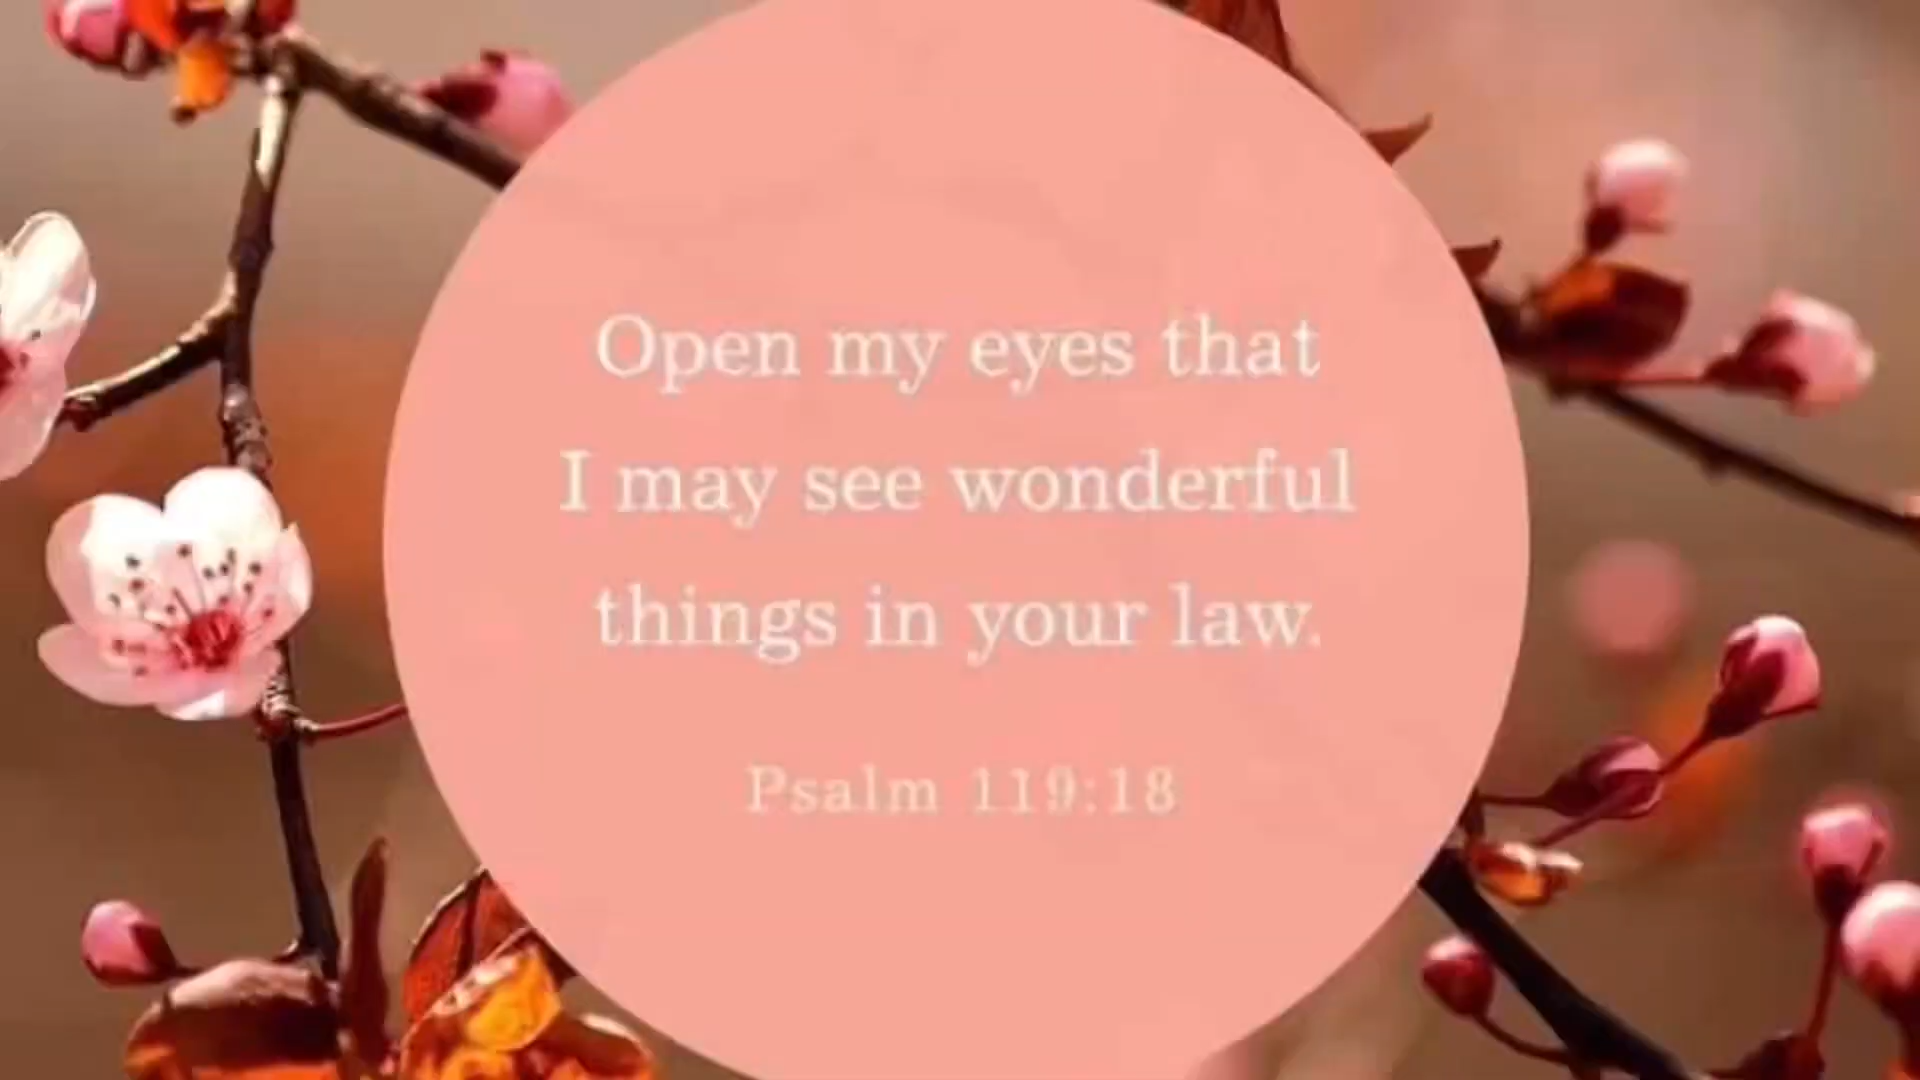 Open my eyes that
I may see wonderful
things in your law.
Psalm 119:18